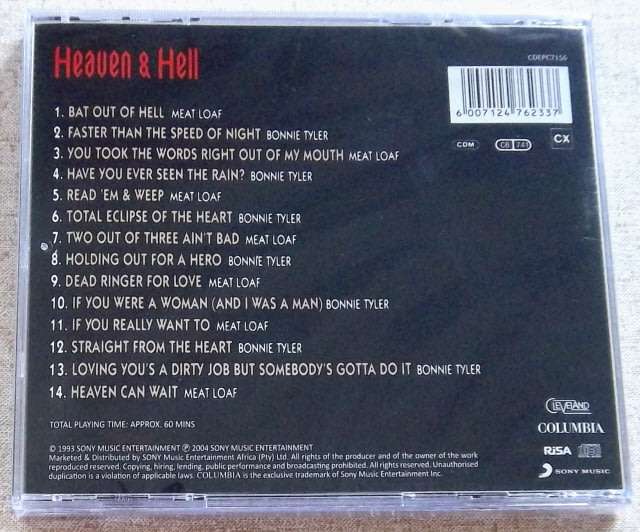 Heaven & Hell
CDEPC7156
6 007124 762337
CDM
CB 741
CX
1. BAT OUT OF HELL MEAT LOAF
2. FASTER THAN THE SPEED OF NIGHT BONNIE TYLER
3. YOU TOOK THE WORDS RIGHT OUT OF MY MOUTH MEAT LOAF
4. HAVE YOU EVER SEEN THE RAIN? BONNIE TYLER
5. READ 'EM & WEEP MEAT LOAF
6. TOTAL ECLIPSE OF THE HEART BONNIE TYLER
7. TWO OUT OF THREE AIN'T BAD MEAT LOAF
8. HOLDING OUT FOR A HERO BONNIE TYLER
9. DEAD RINGER FOR LOVE MEAT LOAF
10. IF YOU WERE A WOMAN (AND I WAS A MAN) BONNIE TYLER
11. IF YOU REALLY WANT TO MEAT LOAF
12. STRAIGHT FROM THE HEART BONNIE TYLER
13. LOVING YOU'S A DIRTY JOB BUT SOMEBODY'S GOTTA DO IT BONNIE TYLER
14. HEAVEN CAN WAIT MEAT LOAF
TOTAL PLAYING TIME: APPROX. 60 MINS
© 1993 SONY MUSIC ENTERTAINMENT ℗ 2004 SONY MUSIC ENTERTAINMENT
Marketed & Distributed by SONY Music Entertainment Africa (Pty) Ltd. All rights of the producer and of the owner of the work
reproduced reserved. Copying, hiring, lending, public performance and broadcasting prohibited. All rights reserved. Unauthorised
duplication is a violation of applicable laws. COLUMBIA is the exclusive trademark of Sony Music Entertainment Inc.
CLEVELAND
COLUMBIA
RiSA
SONY MUSIC